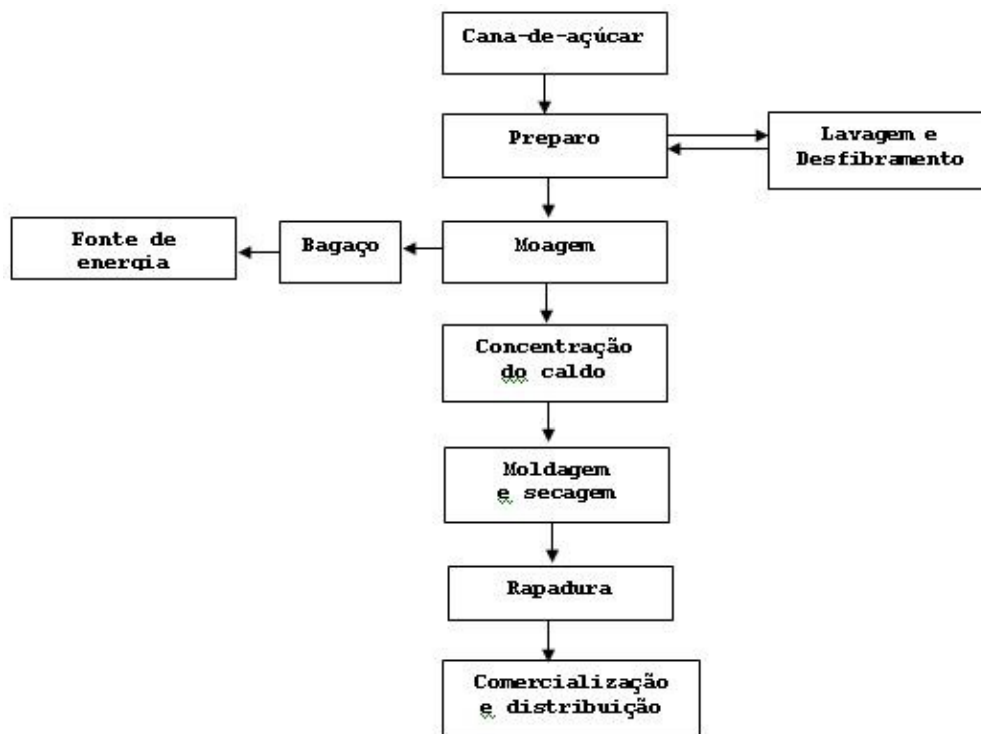 Cana-de-açúcar
Preparo
Lavagem e
Desfibramento
Fonte de
energia
Bagaço
Moagem
Concentração
do caldo
Moldagem
e secagem
Rapadura
Comercialização
e distribuição